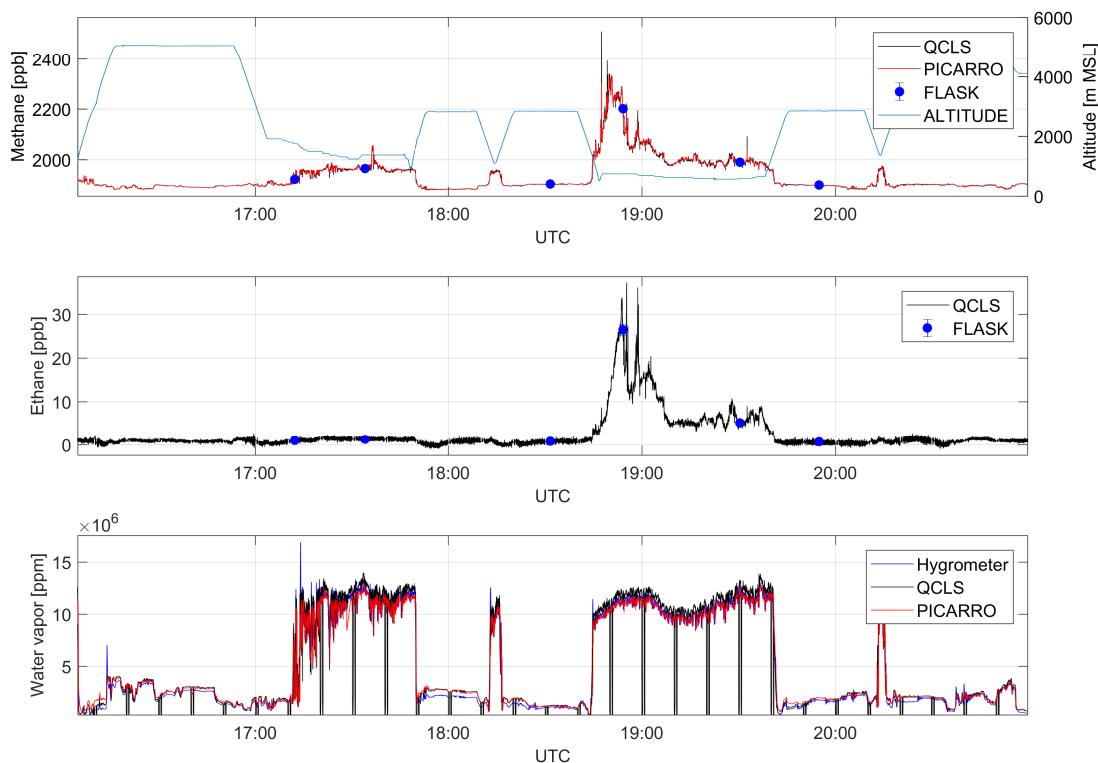 Methane [ppb]
2400
2200
2000
6000
4000
2000
0
Altitude [m MSL]
QCLS
PICARRO
FLASK
ALTITUDE
17:00 18:00 19:00 20:00
UTC
Ethane [ppb]
30
20
10
0
QCLS
FLASK
17:00 18:00 19:00 20:00
UTC
×10⁶
Water vapor [ppm]
15
10
5
Hygrometer
QCLS
PICARRO
17:00 18:00 19:00 20:00
UTC